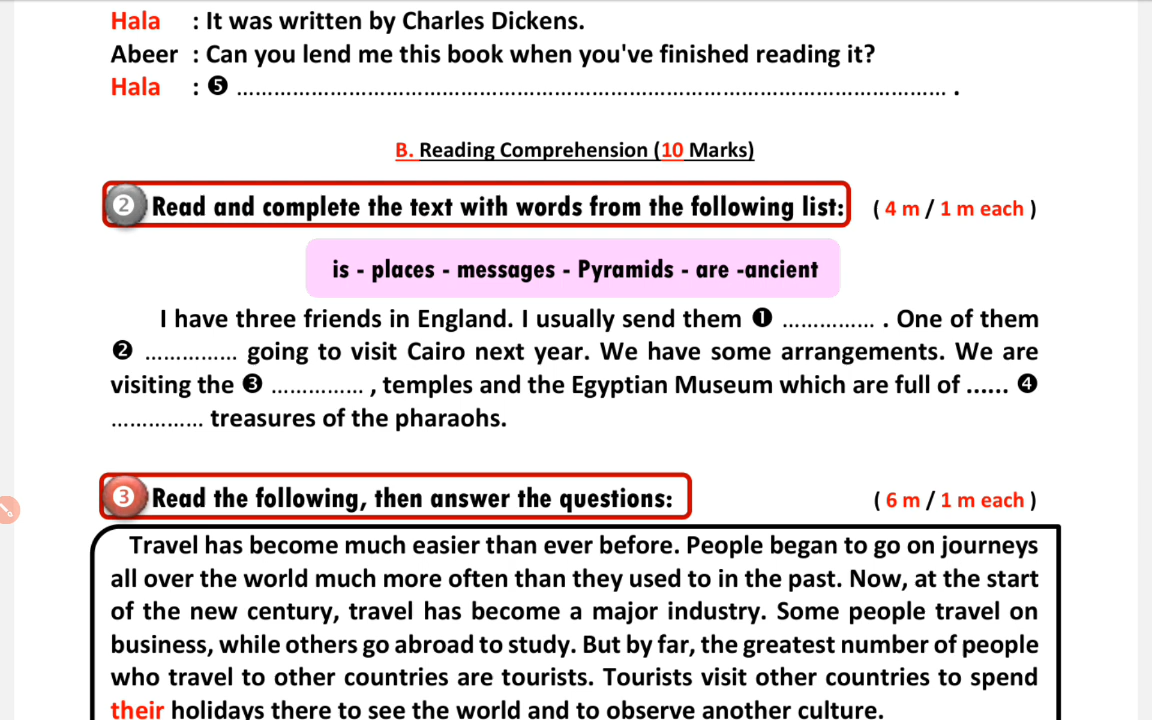 Hala : It was written by Charles Dickens.
Abeer : Can you lend me this book when you've finished reading it?
Hala : ❺ ........................................................................................................... .
B. Reading Comprehension (10 Marks)
2 Read and complete the text with words from the following list: ( 4 m / 1 m each )
is - places - messages - Pyramids - are -ancient
I have three friends in England. I usually send them ❶ ............... . One of them
❷ ............... going to visit Cairo next year. We have some arrangements. We are
visiting the ❸ ............... , temples and the Egyptian Museum which are full of ...... ❹
............... treasures of the pharaohs.
3 Read the following, then answer the questions: ( 6 m / 1 m each )
Travel has become much easier than ever before. People began to go on journeys
all over the world much more often than they used to in the past. Now, at the start
of the new century, travel has become a major industry. Some people travel on
business, while others go abroad to study. But by far, the greatest number of people
who travel to other countries are tourists. Tourists visit other countries to spend
their holidays there to see the world and to observe another culture.